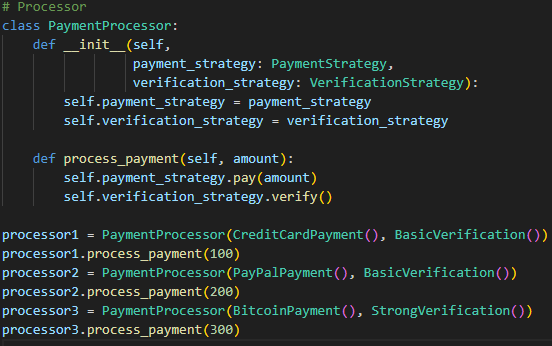 # Processor
class PaymentProcessor:
    def __init__(self,
                 payment_strategy: PaymentStrategy,
                 verification_strategy: VerificationStrategy):
        self.payment_strategy = payment_strategy
        self.verification_strategy = verification_strategy

    def process_payment(self, amount):
        self.payment_strategy.pay(amount)
        self.verification_strategy.verify()

processor1 = PaymentProcessor(CreditCardPayment(), BasicVerification())
processor1.process_payment(100)
processor2 = PaymentProcessor(PayPalPayment(), BasicVerification())
processor2.process_payment(200)
processor3 = PaymentProcessor(BitcoinPayment(), StrongVerification())
processor3.process_payment(300)